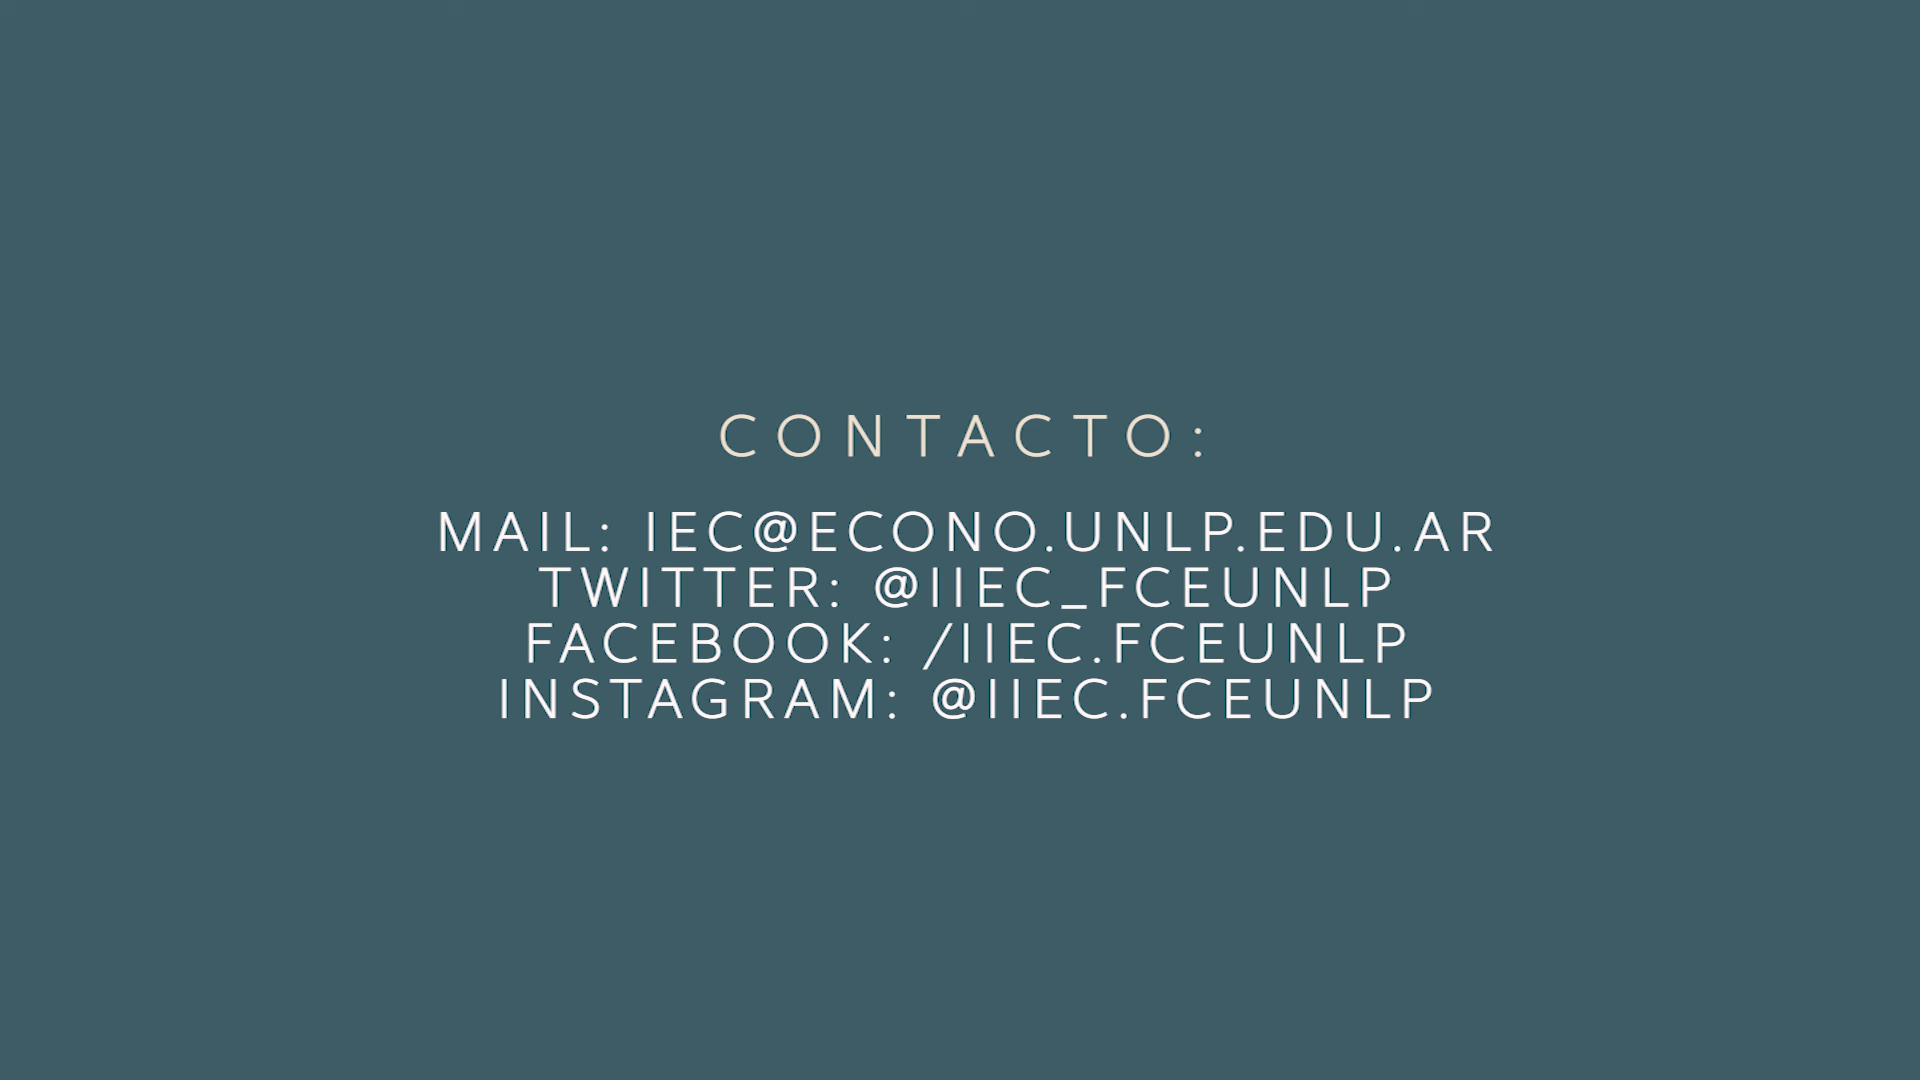 CONTACTO:
MAIL: IEC@ECONO.UNLP.EDU.AR
TWITTER: @IIEC_FCEUNLP
FACEBOOK: /IIEC.FCEUNLP
INSTAGRAM: @IIEC.FCEUNLP